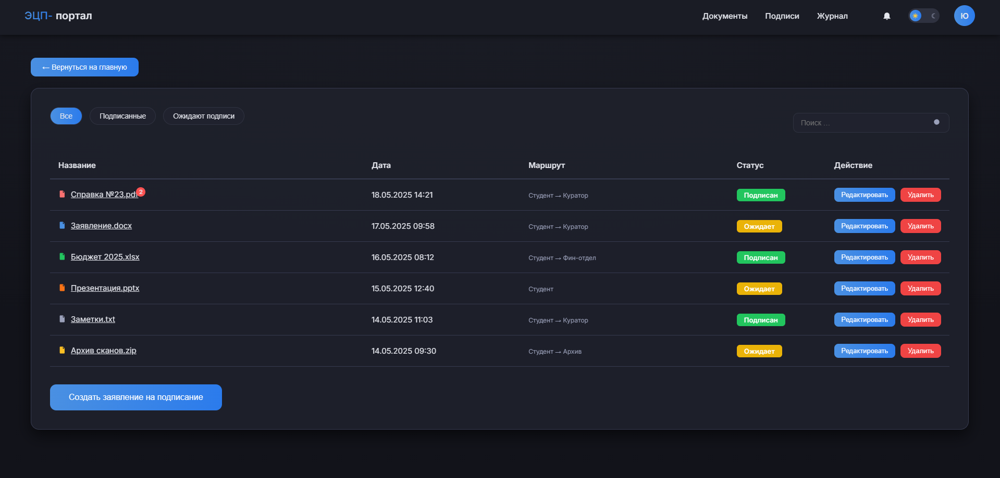 ЭЦП- портал
Документы Подписи Журнал Ю
← Вернуться на главную
Все Подписанные Ожидают подписи
Поиск ...
Название Дата Маршрут Статус Действие
Справка №23.pdf 2 18.05.2025 14:21 Студент → Куратор Подписан Редактировать Удалить
Заявление.docx 17.05.2025 09:58 Студент → Куратор Ожидает Редактировать Удалить
Бюджет 2025.xlsx 16.05.2025 08:12 Студент → Фин-отдел Подписан Редактировать Удалить
Презентация.pptx 15.05.2025 12:40 Студент Ожидает Редактировать Удалить
Заметки.txt 14.05.2025 11:03 Студент → Куратор Подписан Редактировать Удалить
Архив сканов.zip 14.05.2025 09:30 Студент → Архив Ожидает Редактировать Удалить
Создать заявление на подписание